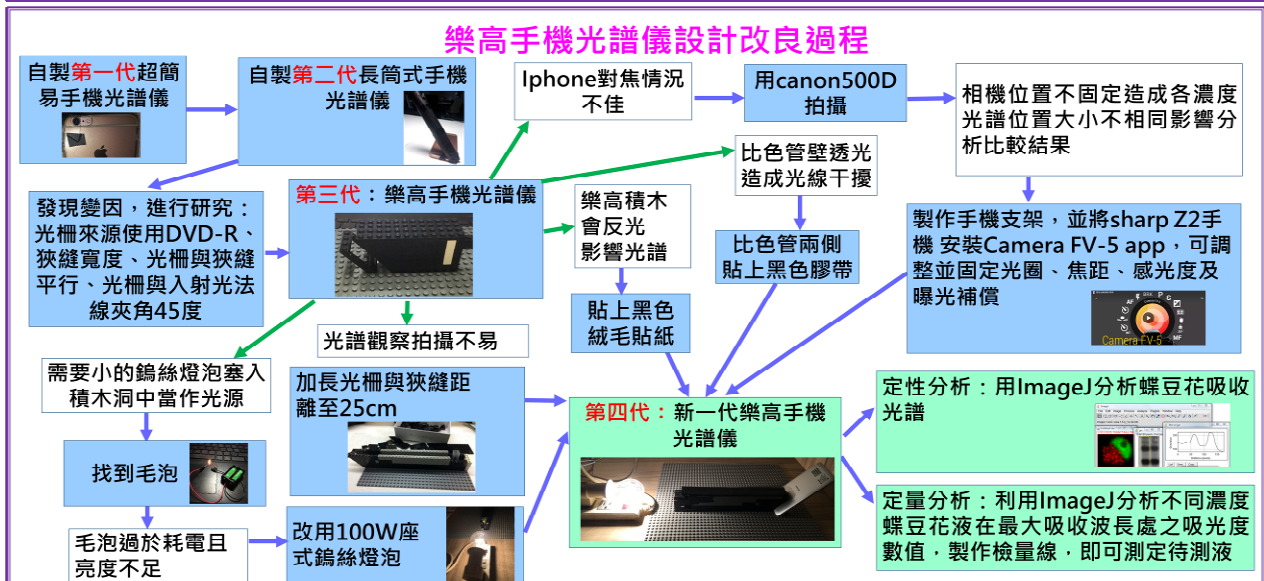 樂高手機光譜儀設計改良過程
自製第一代超簡
易手機光譜儀
自製第二代長筒式手機
光譜儀
Iphone對焦情況
不佳
用canon500D
拍攝
相機位置不固定造成各濃度
光譜位置大小不相同影響分
析比較結果
發現變因，進行研究：
光柵來源使用DVD-R、
狹縫寬度、光柵與狹縫
平行、光柵與入射光法
線夾角45度
第三代：樂高手機光譜儀
樂高積木
會反光
影響光譜
比色管壁透光
造成光線干擾
比色管兩側
貼上黑色膠帶
製作手機支架，並將sharp Z2手
機 安裝Camera FV-5 app，可調
整並固定光圈、焦距、感光度及
曝光補償
Camera FV-5
貼上黑色
絨毛貼紙
光譜觀察拍攝不易
需要小的鎢絲燈泡塞入
積木洞中當作光源
加長光柵與狹縫距
離至25cm
第四代：新一代樂高手機
光譜儀
定性分析：用ImageJ分析蝶豆花吸收
光譜
找到毛泡
毛泡過於耗電且
亮度不足
改用100W座
式鎢絲燈泡
定量分析：利用ImageJ分析不同濃度
蝶豆花液在最大吸收波長處之吸光度
數值，製作檢量線，即可測定待測液